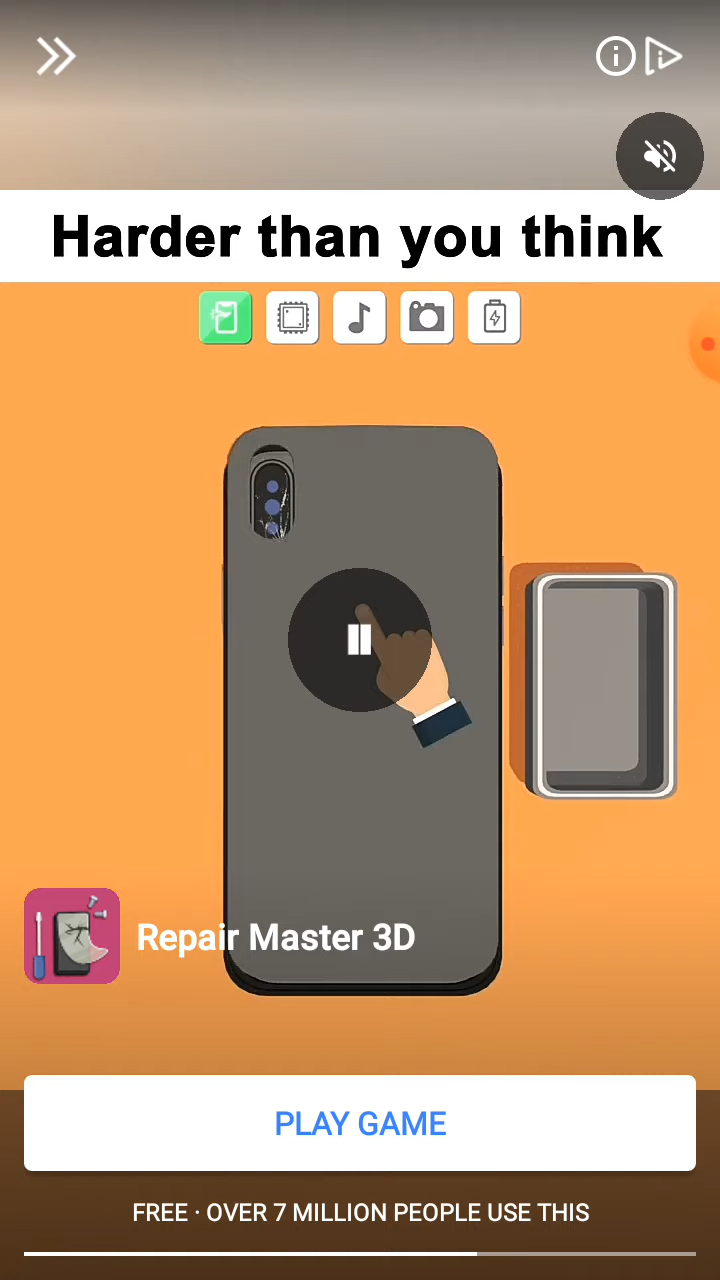 Harder than you think
Repair Master 3D
PLAY GAME
FREE · OVER 7 MILLION PEOPLE USE THIS